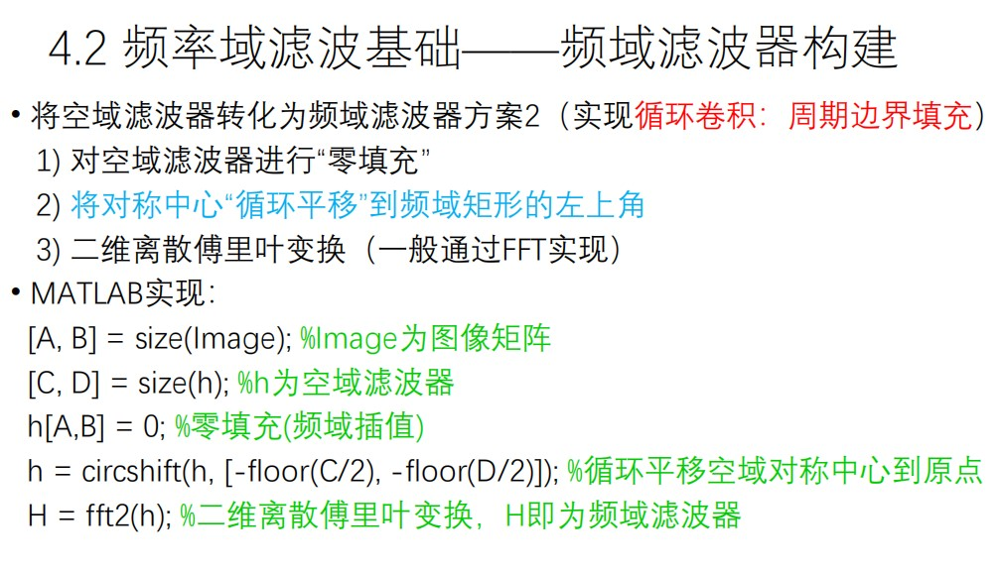 4.2 频率域滤波基础——频域滤波器构建
• 将空域滤波器转化为频域滤波器方案2（实现循环卷积：周期边界填充）
1) 对空域滤波器进行“零填充”
2) 将对称中心“循环平移”到频域矩形的左上角
3) 二维离散傅里叶变换（一般通过FFT实现）
• MATLAB实现：
[A, B] = size(Image); %Image为图像矩阵
[C, D] = size(h); %h为空域滤波器
h[A,B] = 0; %零填充(频域插值)
h = circshift(h, [-floor(C/2), -floor(D/2)]); %循环平移空域对称中心到原点
H = fft2(h); %二维离散傅里叶变换，H即为频域滤波器